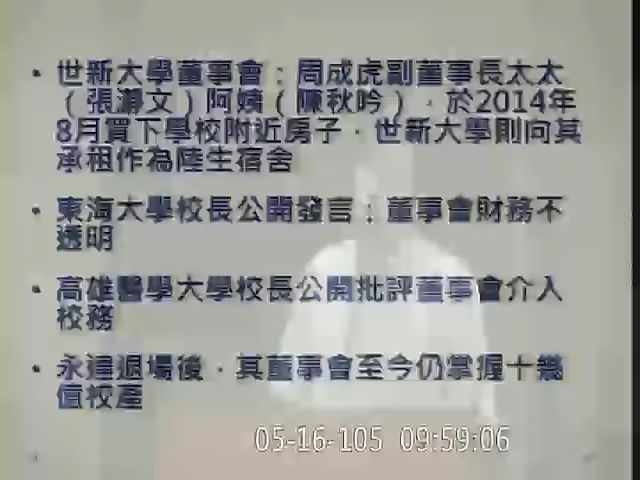 • 世新大學董事會：周成虎副董事長太太
（張瀞文）阿姨（陳秋吟），於2014年
8月買下學校附近房子，世新大學則向其
承租作為陸生宿舍
• 東海大學校長公開發言：董事會財務不
透明
• 高雄醫學大學校長公開批評董事會介入
校務
• 永達退場後，其董事會至今仍掌握十幾
億校產
05-16-105 09:59:06